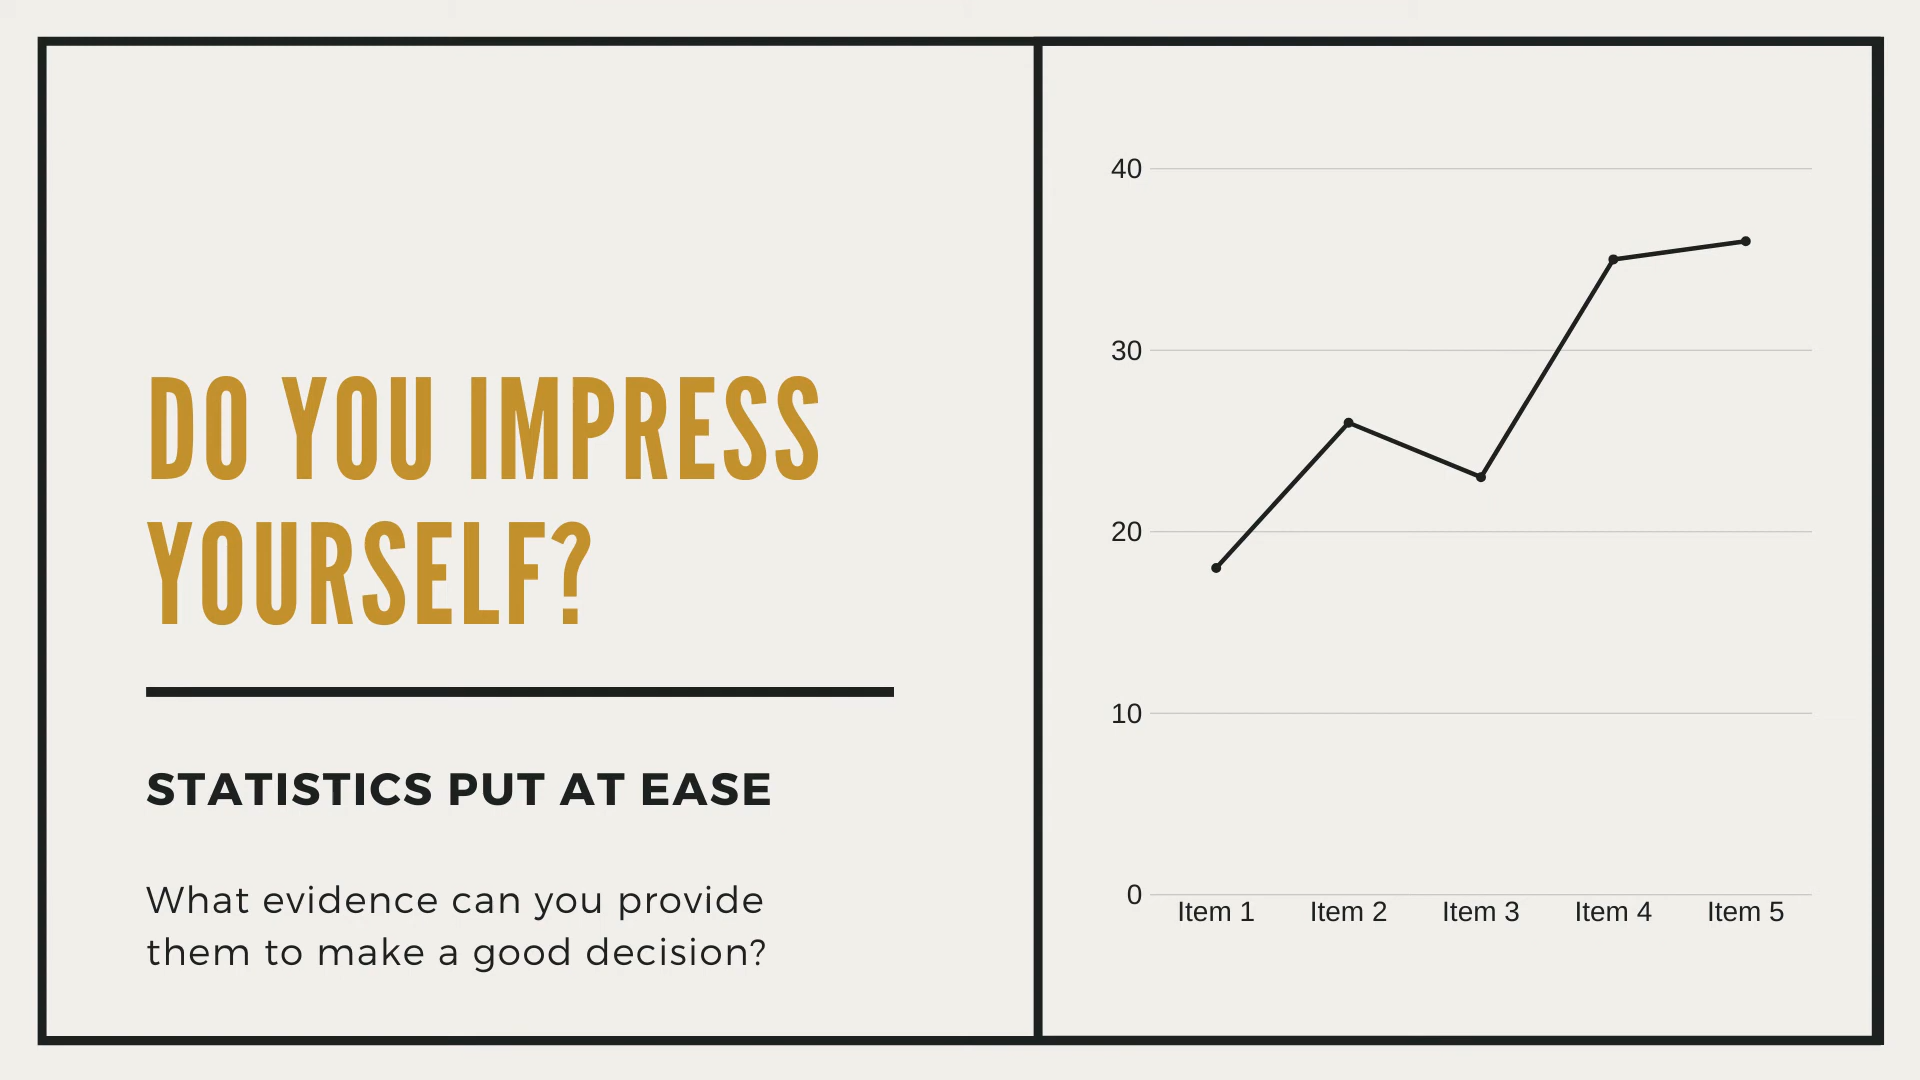 DO YOU IMPRESS
YOURSELF?
STATISTICS PUT AT EASE
What evidence can you provide
them to make a good decision?
40
30
20
10
0
Item 1 Item 2 Item 3 Item 4 Item 5